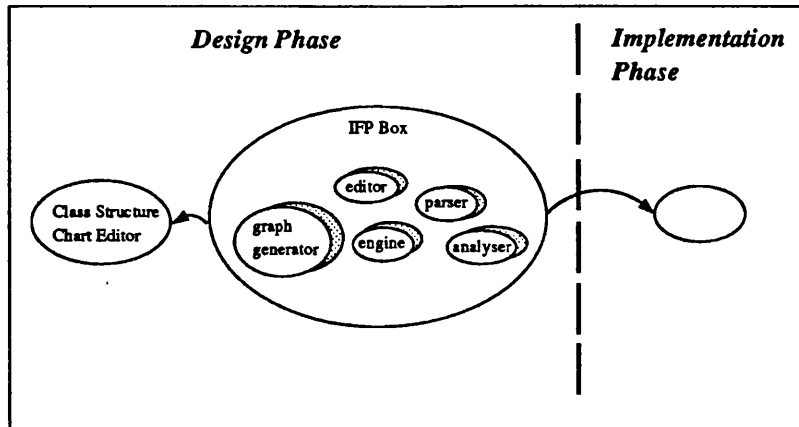 Design Phase
Implementation
Phase
IFP Box
editor
parser
Class Structure
Chart Editor
graph
generator
engine
analyser